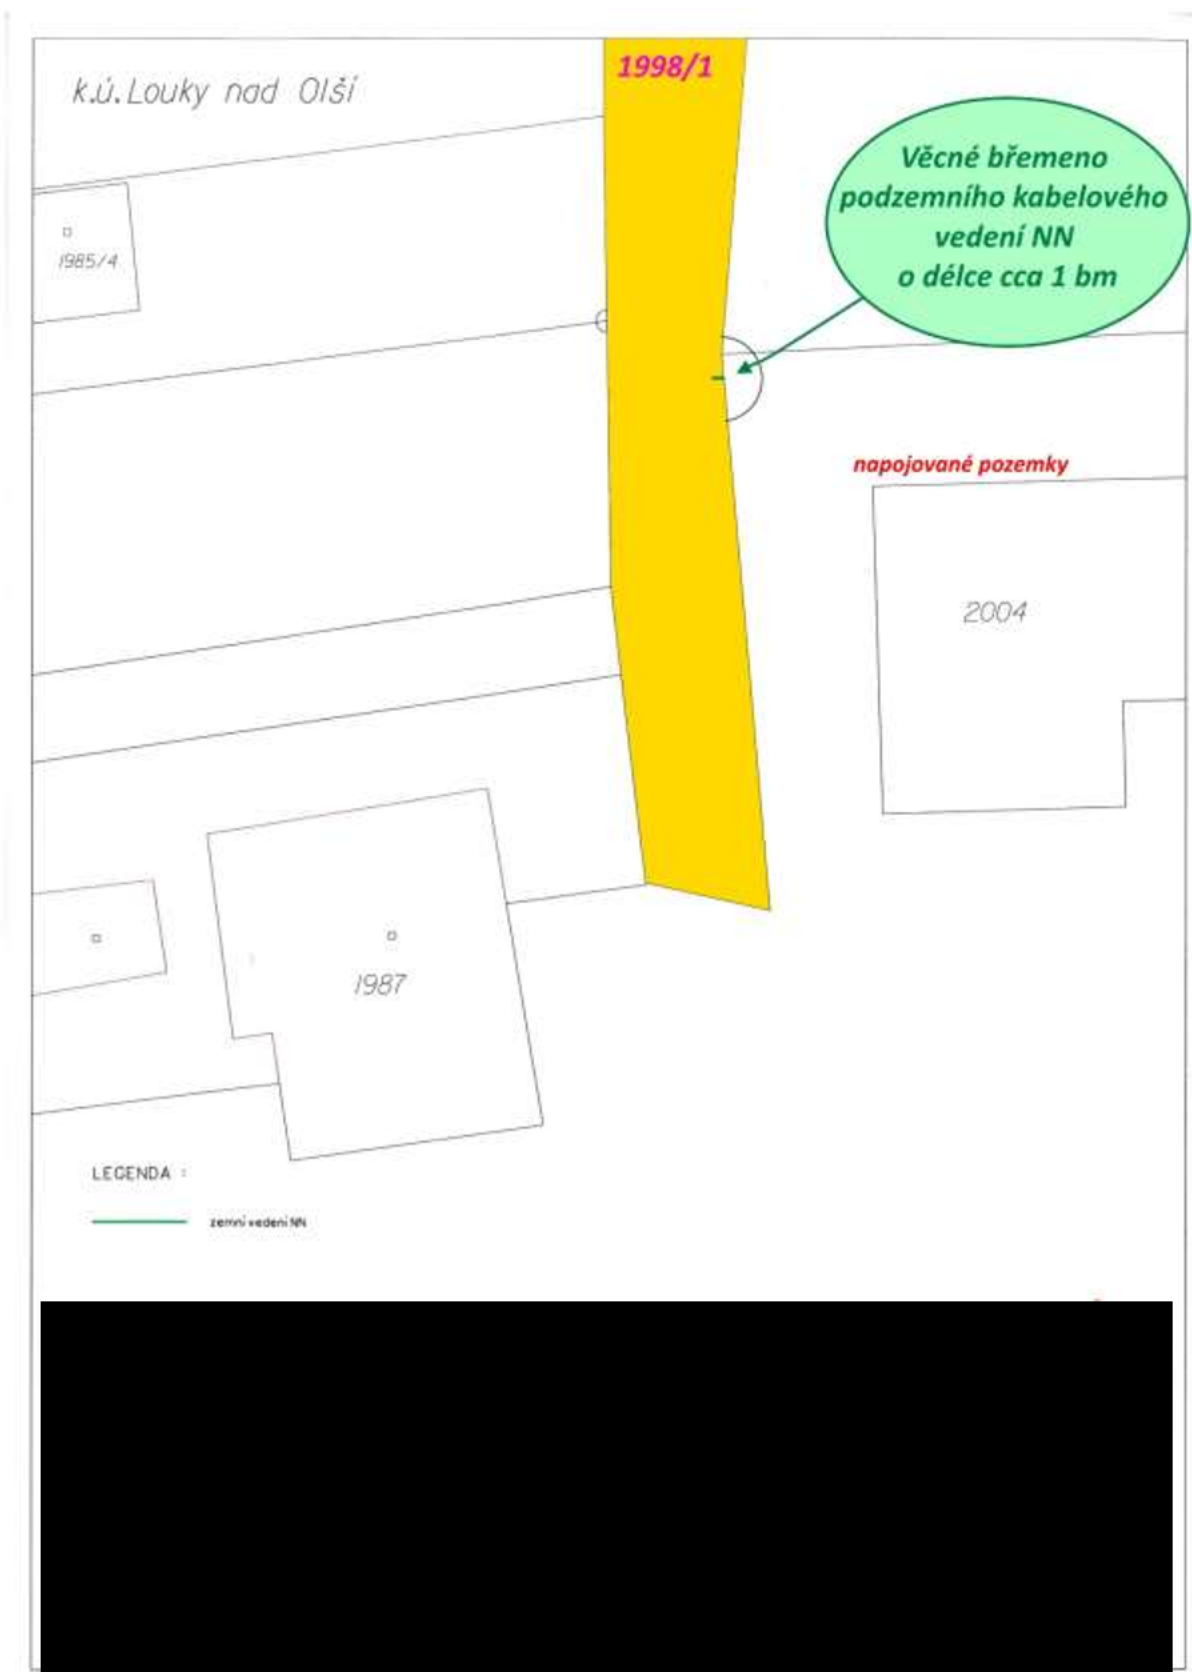 1998/1
k.ú. Louky nad Olší
Věcné břemeno
podzemního kabelového
vedení NN
o délce cca 1 bm
1985/4
napojované pozemky
2004
1987
LEGENDA :
zemní vedení NN